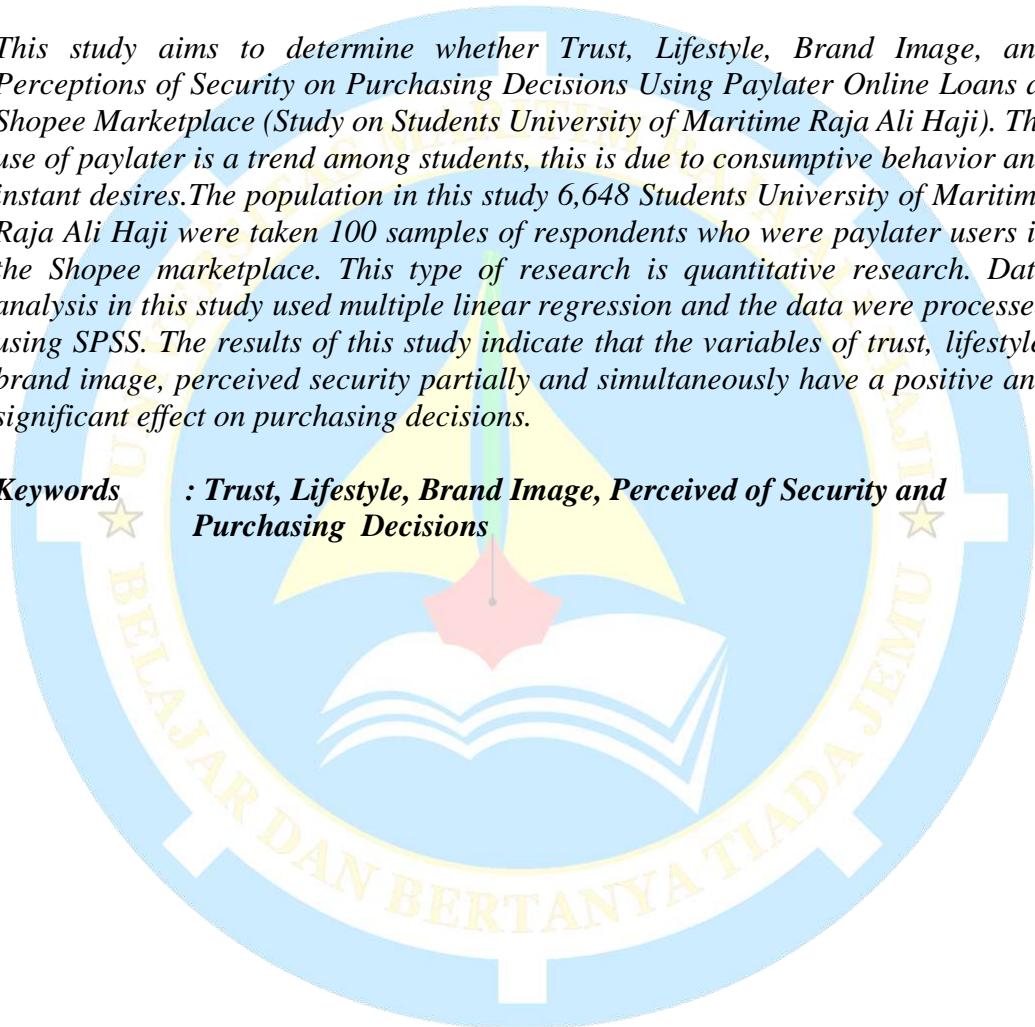 This study aims to determine whether Trust, Lifestyle, Brand Image, an
Perceptions of Security on Purchasing Decisions Using Paylater Online Loans a
Shopee Marketplace (Study on Students University of Maritime Raja Ali Haji). Th
use of paylater is a trend among students, this is due to consumptive behavior an
instant desires.The population in this study 6,648 Students University of Maritim
Raja Ali Haji were taken 100 samples of respondents who were paylater users i
the Shopee marketplace. This type of research is quantitative research. Dat
analysis in this study used multiple linear regression and the data were processe
using SPSS. The results of this study indicate that the variables of trust, lifestyle
brand image, perceived security partially and simultaneously have a positive an
significant effect on purchasing decisions.
Keywords : Trust, Lifestyle, Brand Image, Perceived of Security and
Purchasing Decisions
UNIVERSITAS MARITIM RAJA ALI HAJI
BELAJAR DAN BERTANYA TIADA JEMU